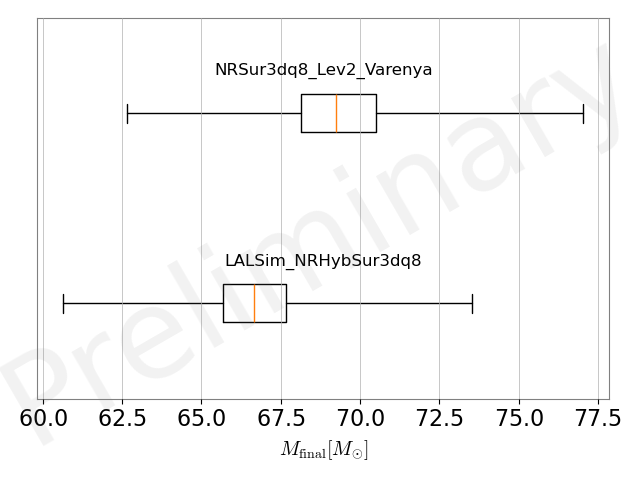 NRSur3dq8_Lev2_Varenya
LALSim_NRHybSur3dq8
Preliminary
60.0 62.5 65.0 67.5 70.0 72.5 75.0 77.5
M_final[M_⊙]